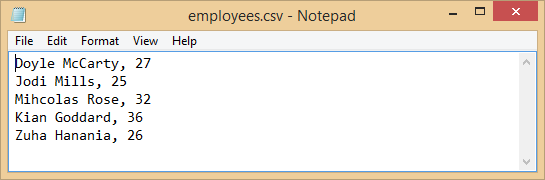 employees.csv - Notepad
File Edit Format View Help
Doyle McCarty, 27
Jodi Mills, 25
Mihcolas Rose, 32
Kian Goddard, 36
Zuha Hanania, 26